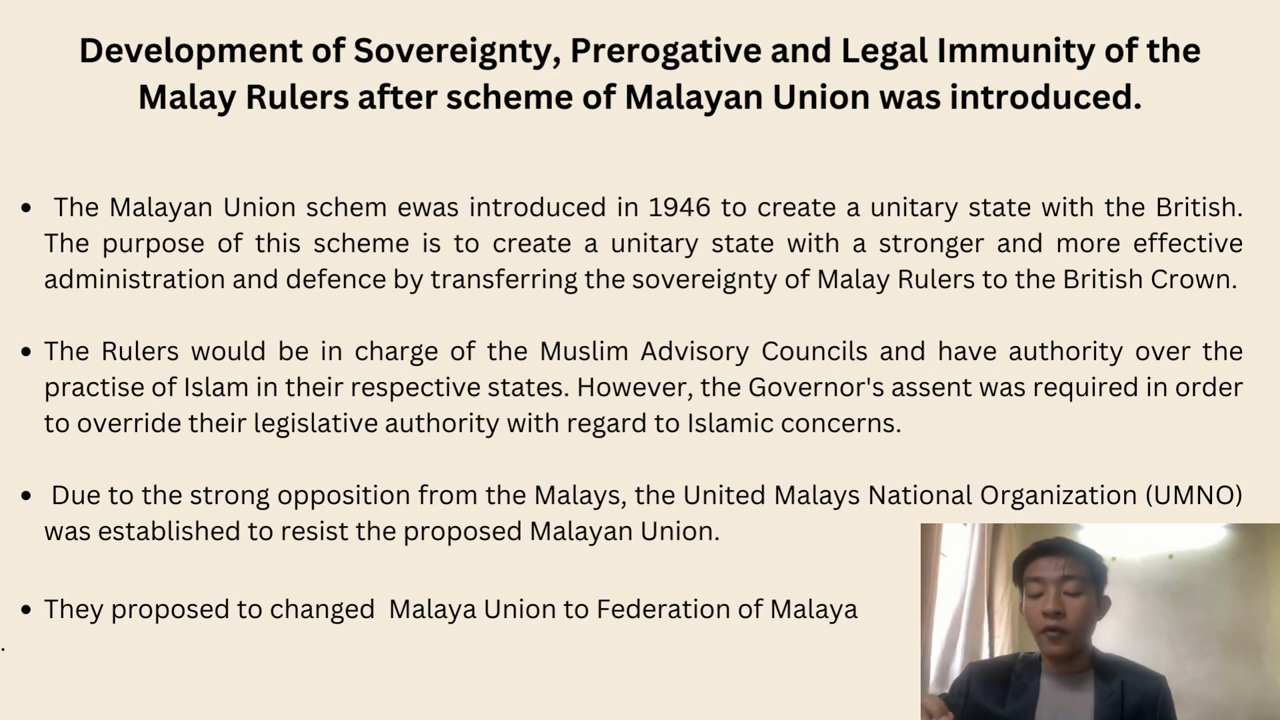 Development of Sovereignty, Prerogative and Legal Immunity of the
Malay Rulers after scheme of Malayan Union was introduced.
• The Malayan Union schem ewas introduced in 1946 to create a unitary state with the British.
The purpose of this scheme is to create a unitary state with a stronger and more effective
administration and defence by transferring the sovereignty of Malay Rulers to the British Crown.
• The Rulers would be in charge of the Muslim Advisory Councils and have authority over the
practise of Islam in their respective states. However, the Governor's assent was required in order
to override their legislative authority with regard to Islamic concerns.
• Due to the strong opposition from the Malays, the United Malays National Organization (UMNO)
was established to resist the proposed Malayan Union.
• They proposed to changed Malaya Union to Federation of Malaya
.